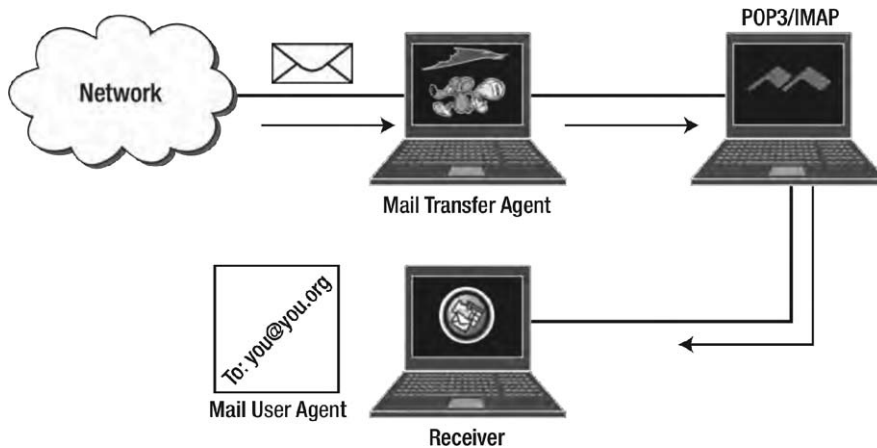 POP3/IMAP
Network
Mail Transfer Agent
To: you@you.org
Mail User Agent
Receiver